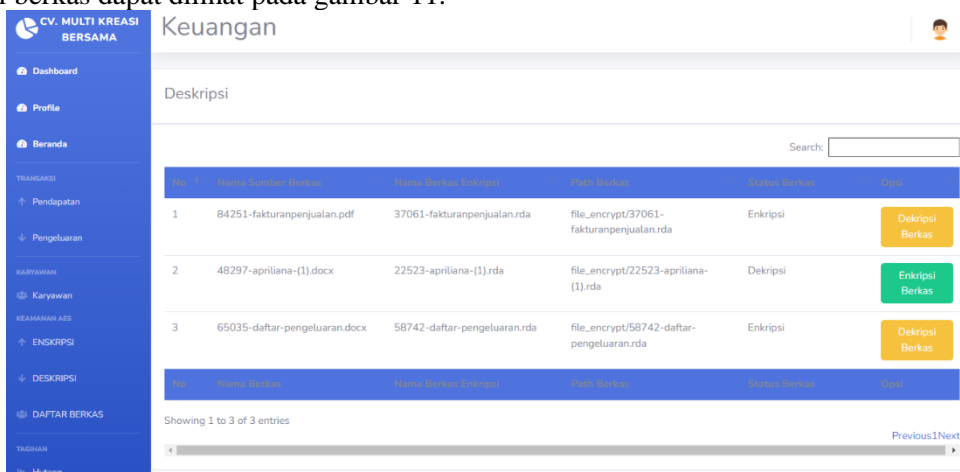 berkas dapat dilihat pada gambar 11.
CV. MULTI KREASI
BERSAMA
Keuangan
Dashboard
Profile
Beranda
TRANSAKSI
Pendapatan
Pengeluaran
KARYAWAN
Karyawan
KEAMANAN AES
ENSKRIPSI
DESKRIPSI
DAFTAR BERKAS
TAGIHAN
Hutang
Deskripsi
Search:
No Nama Sumber Berkas Nama Berkas Enkripsi Path Berkas Status Berkas Opsi
1 84251-fakturanpenjualan.pdf 37061-fakturanpenjualan.rda file_encrypt/37061- Enkripsi Dekripsi
fakturanpenjualan.rda Berkas
2 48297-apriliana-(1).docx 22523-apriliana-(1).rda file_encrypt/22523-apriliana- Dekripsi Enkripsi
(1).rda Berkas
3 65035-daftar-pengeluaran.docx 58742-daftar-pengeluaran.rda file_encrypt/58742-daftar- Enkripsi Dekripsi
pengeluaran.rda Berkas
No Nama Berkas Nama Berkas Enkripsi Path Berkas Status Berkas Opsi
Showing 1 to 3 of 3 entries
Previous1Next